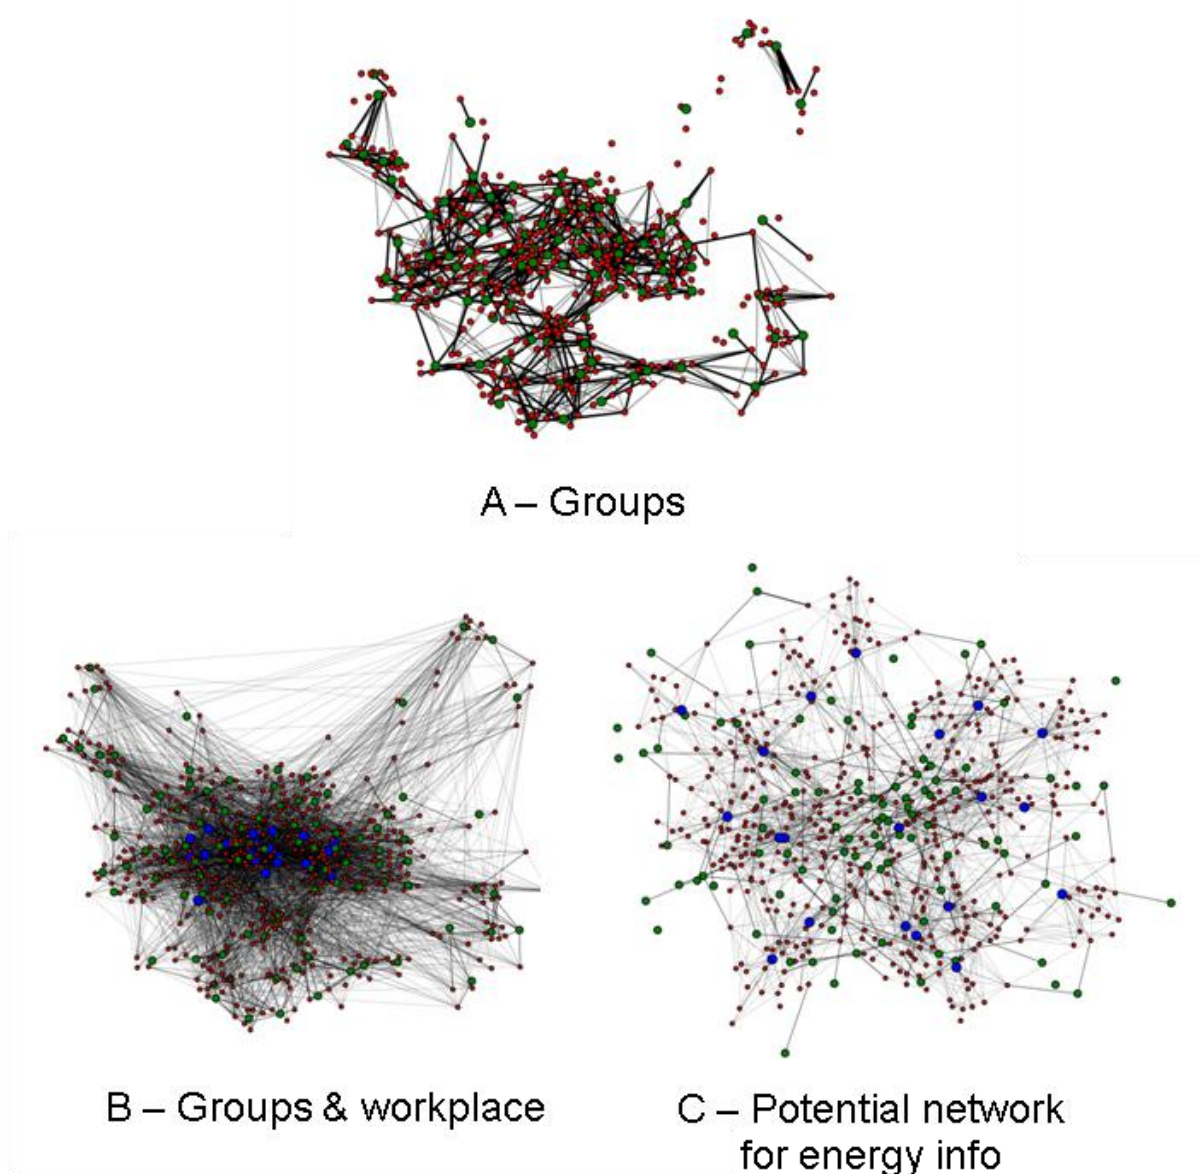 A – Groups
B – Groups & workplace
C – Potential network
for energy info